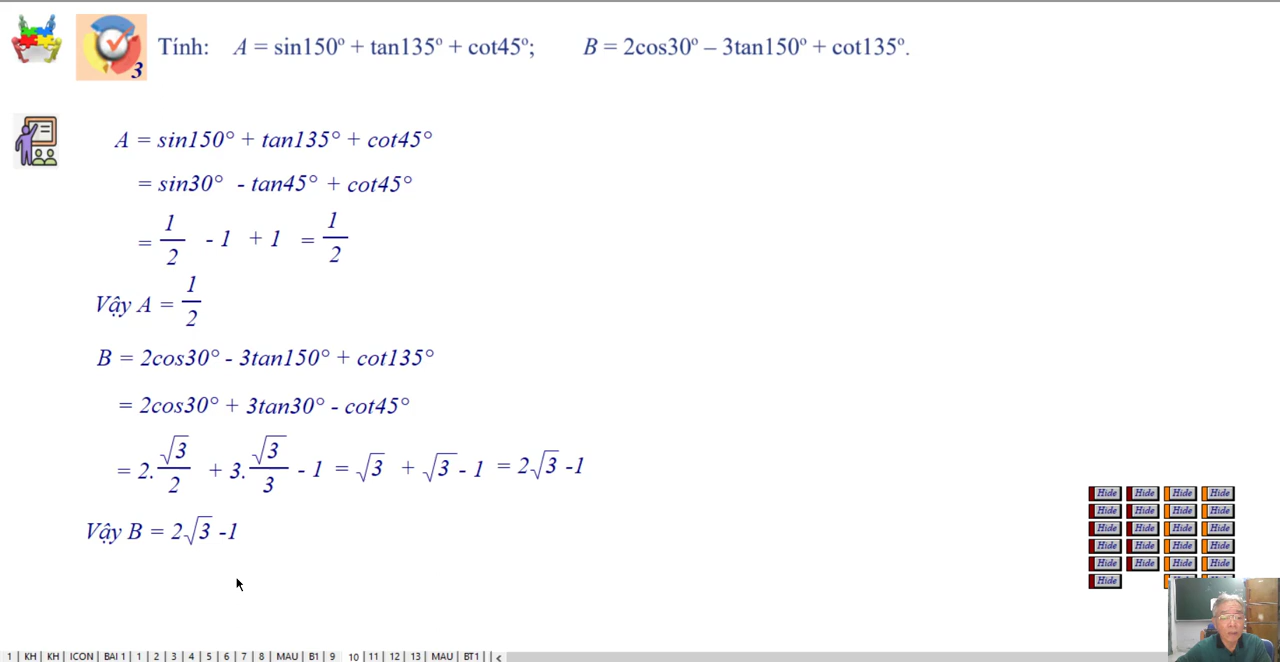 3
Tính: A = sin150º + tan135º + cot45º; B = 2cos30º – 3tan150º + cot135º.
A = sin150° + tan135° + cot45°
= sin30° - tan45° + cot45°
= 1/2 - 1 + 1 = 1/2
Vậy A = 1/2
B = 2cos30° - 3tan150° + cot135°
= 2cos30° + 3tan30° - cot45°
= 2.√3/2 + 3.√3/3 - 1 = √3 + √3 - 1 = 2√3 -1
Vậy B = 2√3 -1
Hide Hide Hide Hide
Hide Hide Hide Hide
Hide Hide Hide Hide
Hide Hide Hide Hide
Hide Hide Hide Hide
Hide
1 | KH | KH | ICON | BAI 1 | 1 | 2 | 3 | 4 | 5 | 6 | 7 | 8 | MAU | B1 | 9 10 | 11 | 12 | 13 | MAU | BT1 | | <